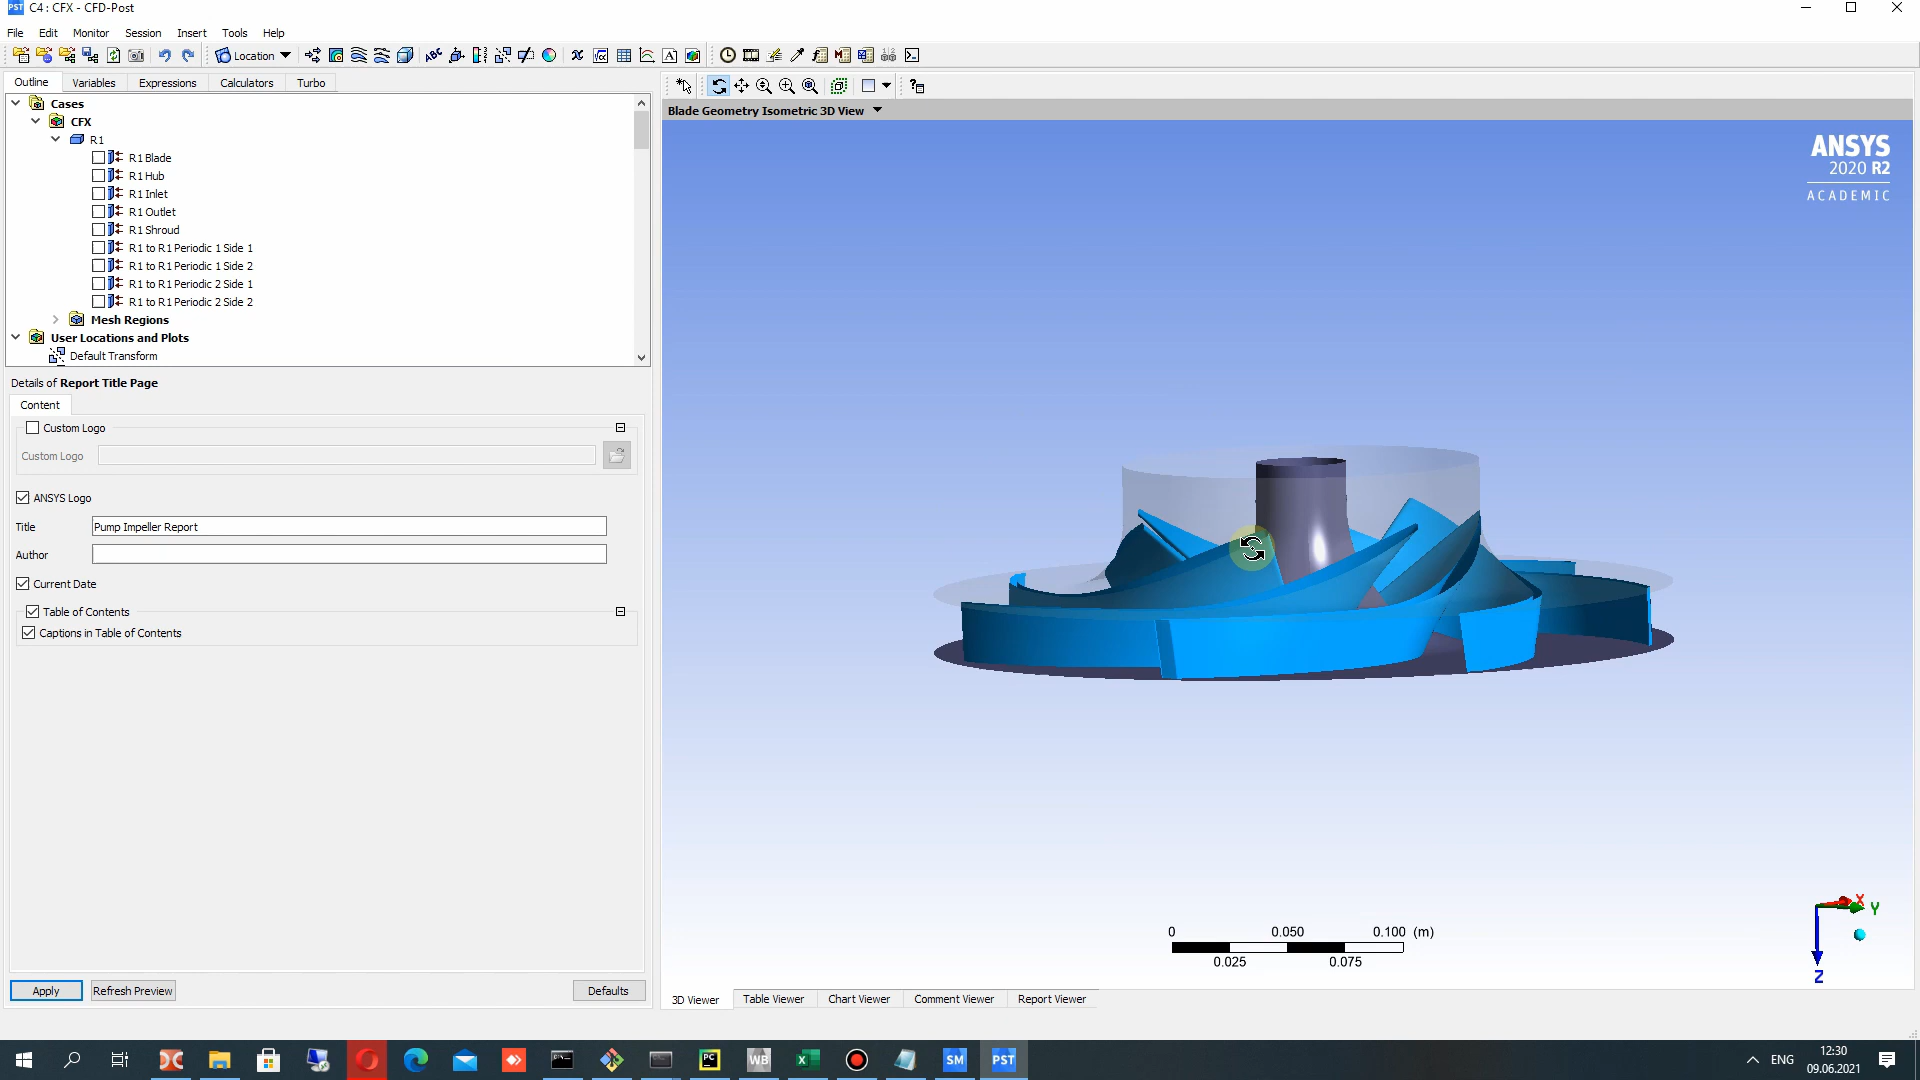 C4 : CFX - CFD-Post
File Edit Monitor Session Insert Tools Help
Location
Outline Variables Expressions Calculators Turbo
Cases
CFX
R1
R1 Blade
R1 Hub
R1 Inlet
R1 Outlet
R1 Shroud
R1 to R1 Periodic 1 Side 1
R1 to R1 Periodic 1 Side 2
R1 to R1 Periodic 2 Side 1
R1 to R1 Periodic 2 Side 2
Mesh Regions
User Locations and Plots
Default Transform
Details of Report Title Page
Content
Custom Logo
Custom Logo
ANSYS Logo
Title Pump Impeller Report
Author
Current Date
Table of Contents
Captions in Table of Contents
Apply Refresh Preview Defaults
Blade Geometry Isometric 3D View
ANSYS
2020 R2
ACADEMIC
0 0.050 0.100 (m)
0.025 0.075
X
Y
Z
3D Viewer Table Viewer Chart Viewer Comment Viewer Report Viewer
PC WB SM PST
ENG
12:30
09.06.2021